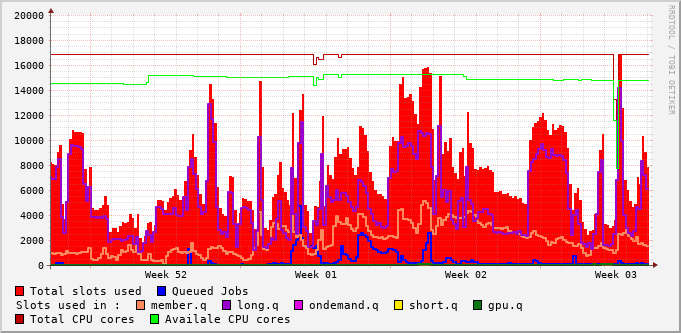 20000
18000
16000
14000
12000
10000
8000
6000
4000
2000
0
Week 52 Week 01 Week 02 Week 03
RRDTOOL / TOBI OETIKER
Total slots used Queued Jobs
Slots used in : member.q long.q ondemand.q short.q gpu.q
Total CPU cores Availale CPU cores